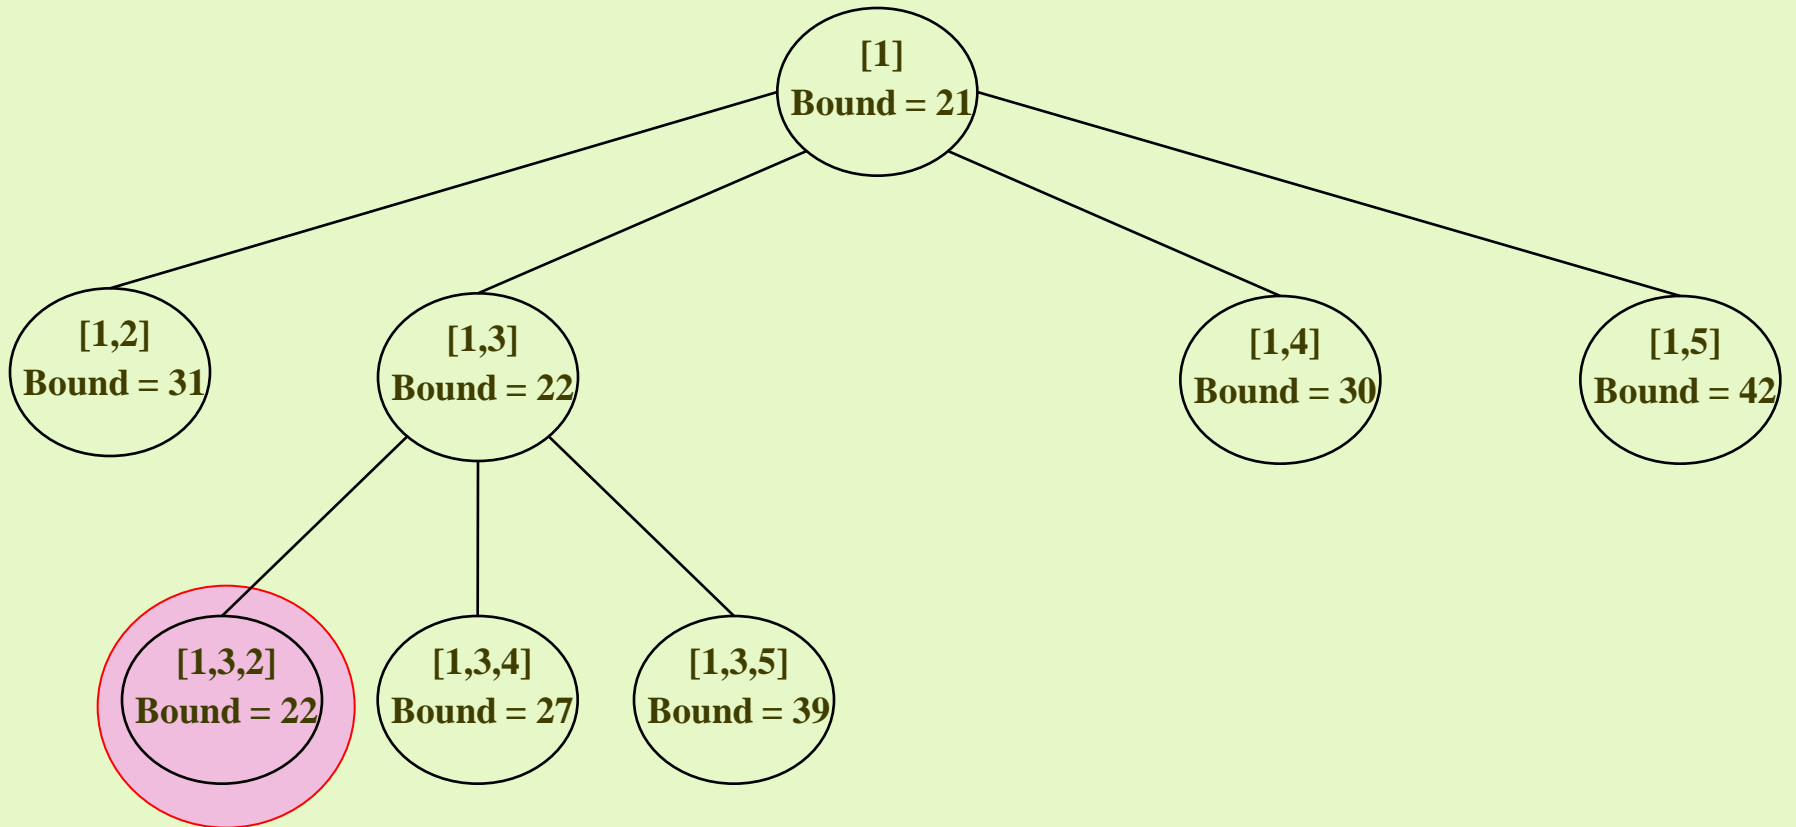 [1]
Bound = 21
[1,2]
Bound = 31
[1,3]
Bound = 22
[1,4]
Bound = 30
[1,5]
Bound = 42
[1,3,2]
Bound = 22
[1,3,4]
Bound = 27
[1,3,5]
Bound = 39